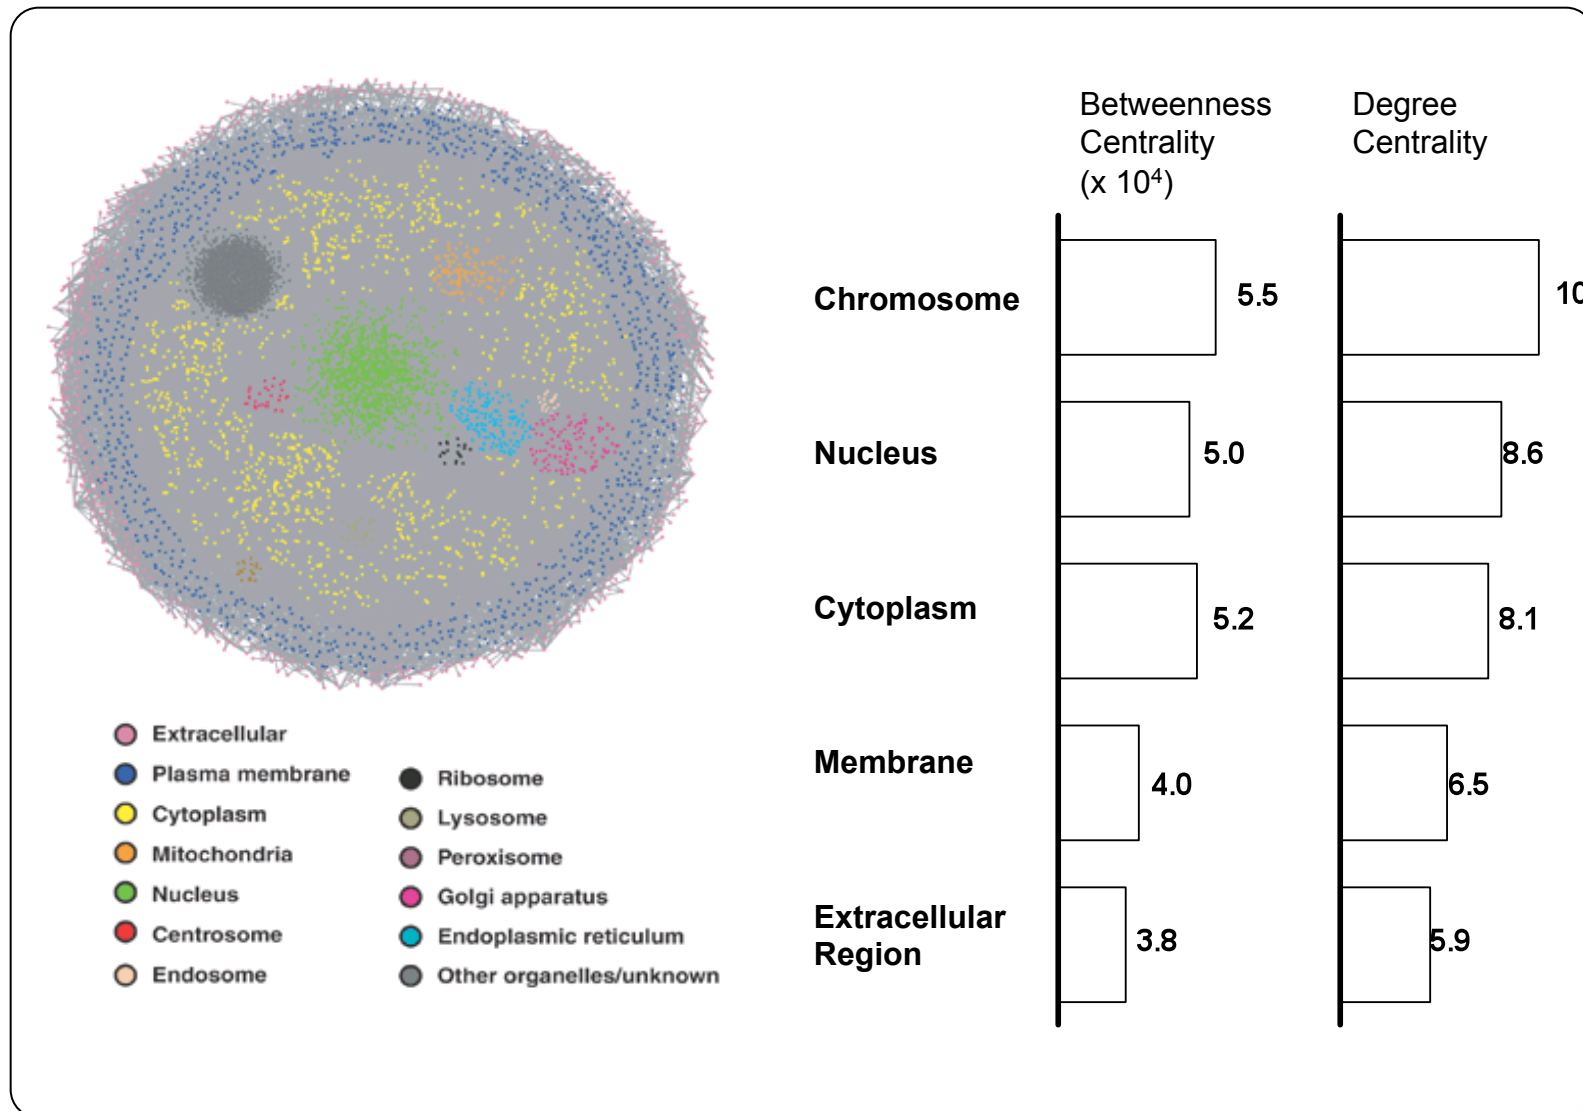 Betweenness
Centrality
(x 10⁴)
Degree
Centrality
Chromosome
5.5
10
Nucleus
5.0
8.6
Cytoplasm
5.2
8.1
Membrane
4.0
6.5
Extracellular
Region
3.8
5.9
Extracellular
Plasma membrane
Cytoplasm
Mitochondria
Nucleus
Centrosome
Endosome
Ribosome
Lysosome
Peroxisome
Golgi apparatus
Endoplasmic reticulum
Other organelles/unknown